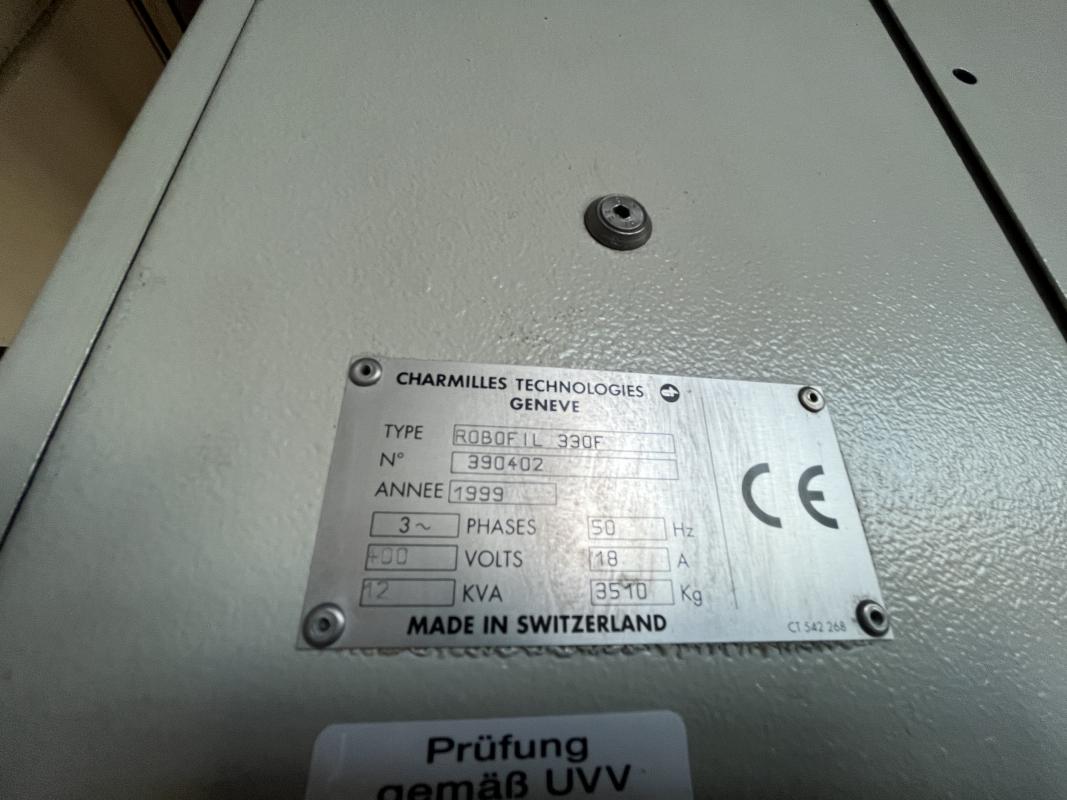 CHARMILLES TECHNOLOGIES
GENEVE
TYPE ROBOFIL 330F
N° 390402
ANNEE 1999
3~ PHASES 50 Hz
VOLTS 18 A
12 KVA 3510 Kg
MADE IN SWITZERLAND
CT 542 268
CE
Prüfung
gemäß UVV